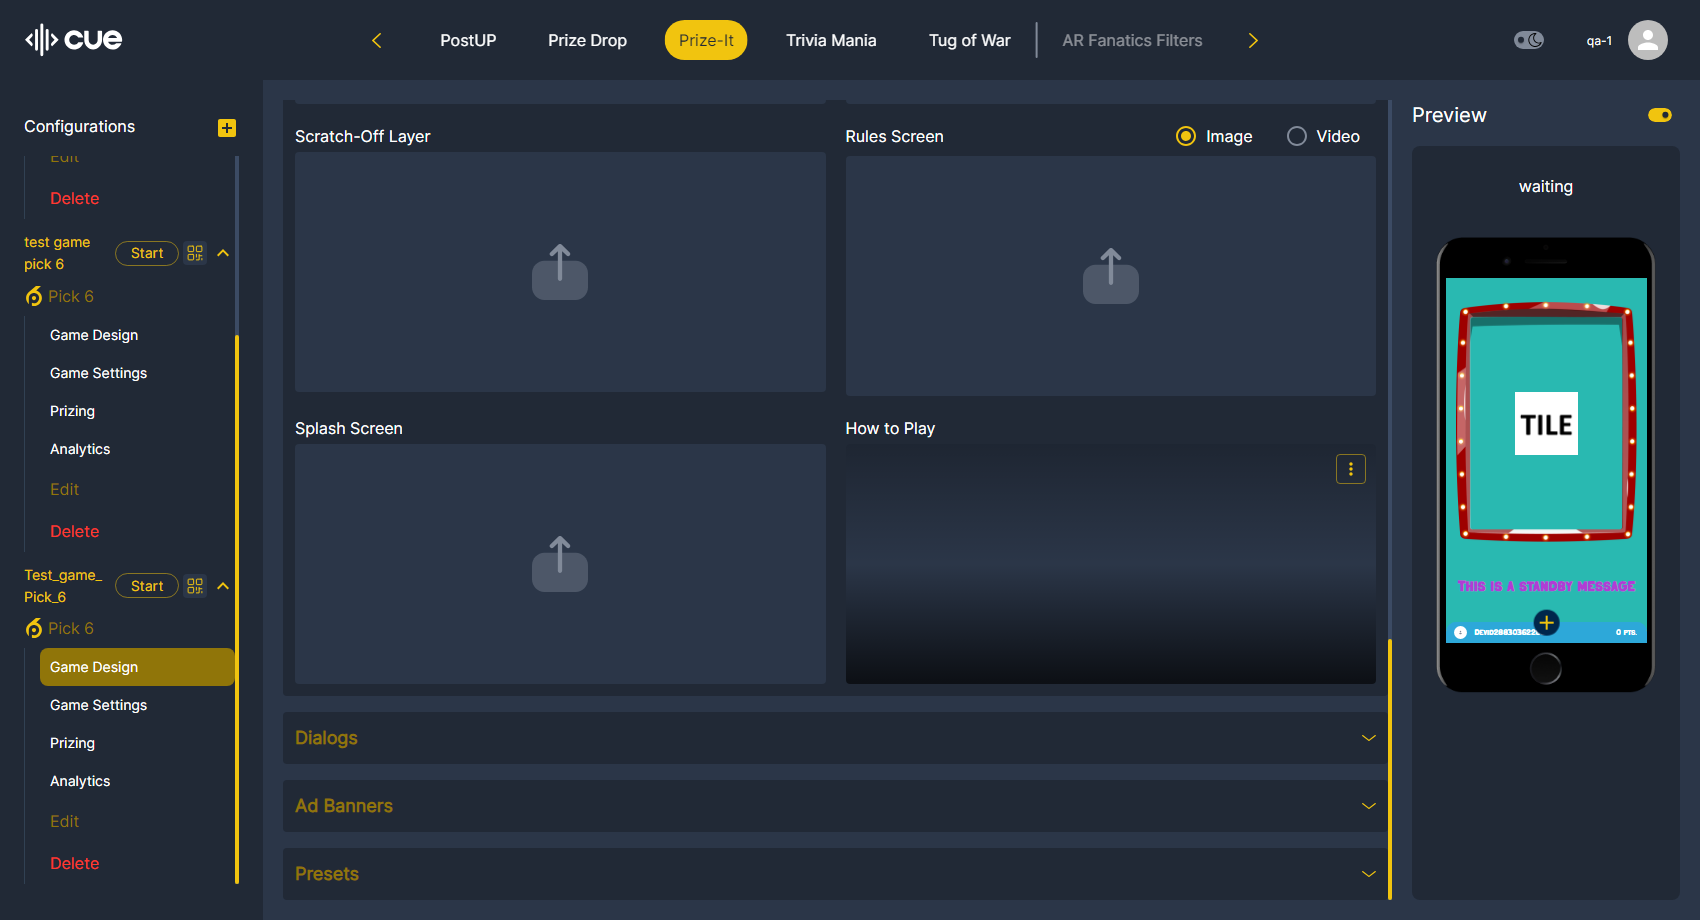 cue
PostUP
Prize Drop
Prize-It
Trivia Mania
Tug of War
AR Fanatics Filters
qa-1
Configurations
Edit
Delete
test game
pick 6
Start
Pick 6
Game Design
Game Settings
Prizing
Analytics
Edit
Delete
Test_game_
Pick_6
Start
Pick 6
Game Design
Game Settings
Prizing
Analytics
Edit
Delete
Scratch-Off Layer
Rules Screen
Image
Video
Splash Screen
How to Play
Dialogs
Ad Banners
Presets
Preview
waiting
TILE
THIS IS A STANDBY MESSAGE
0 PTS.